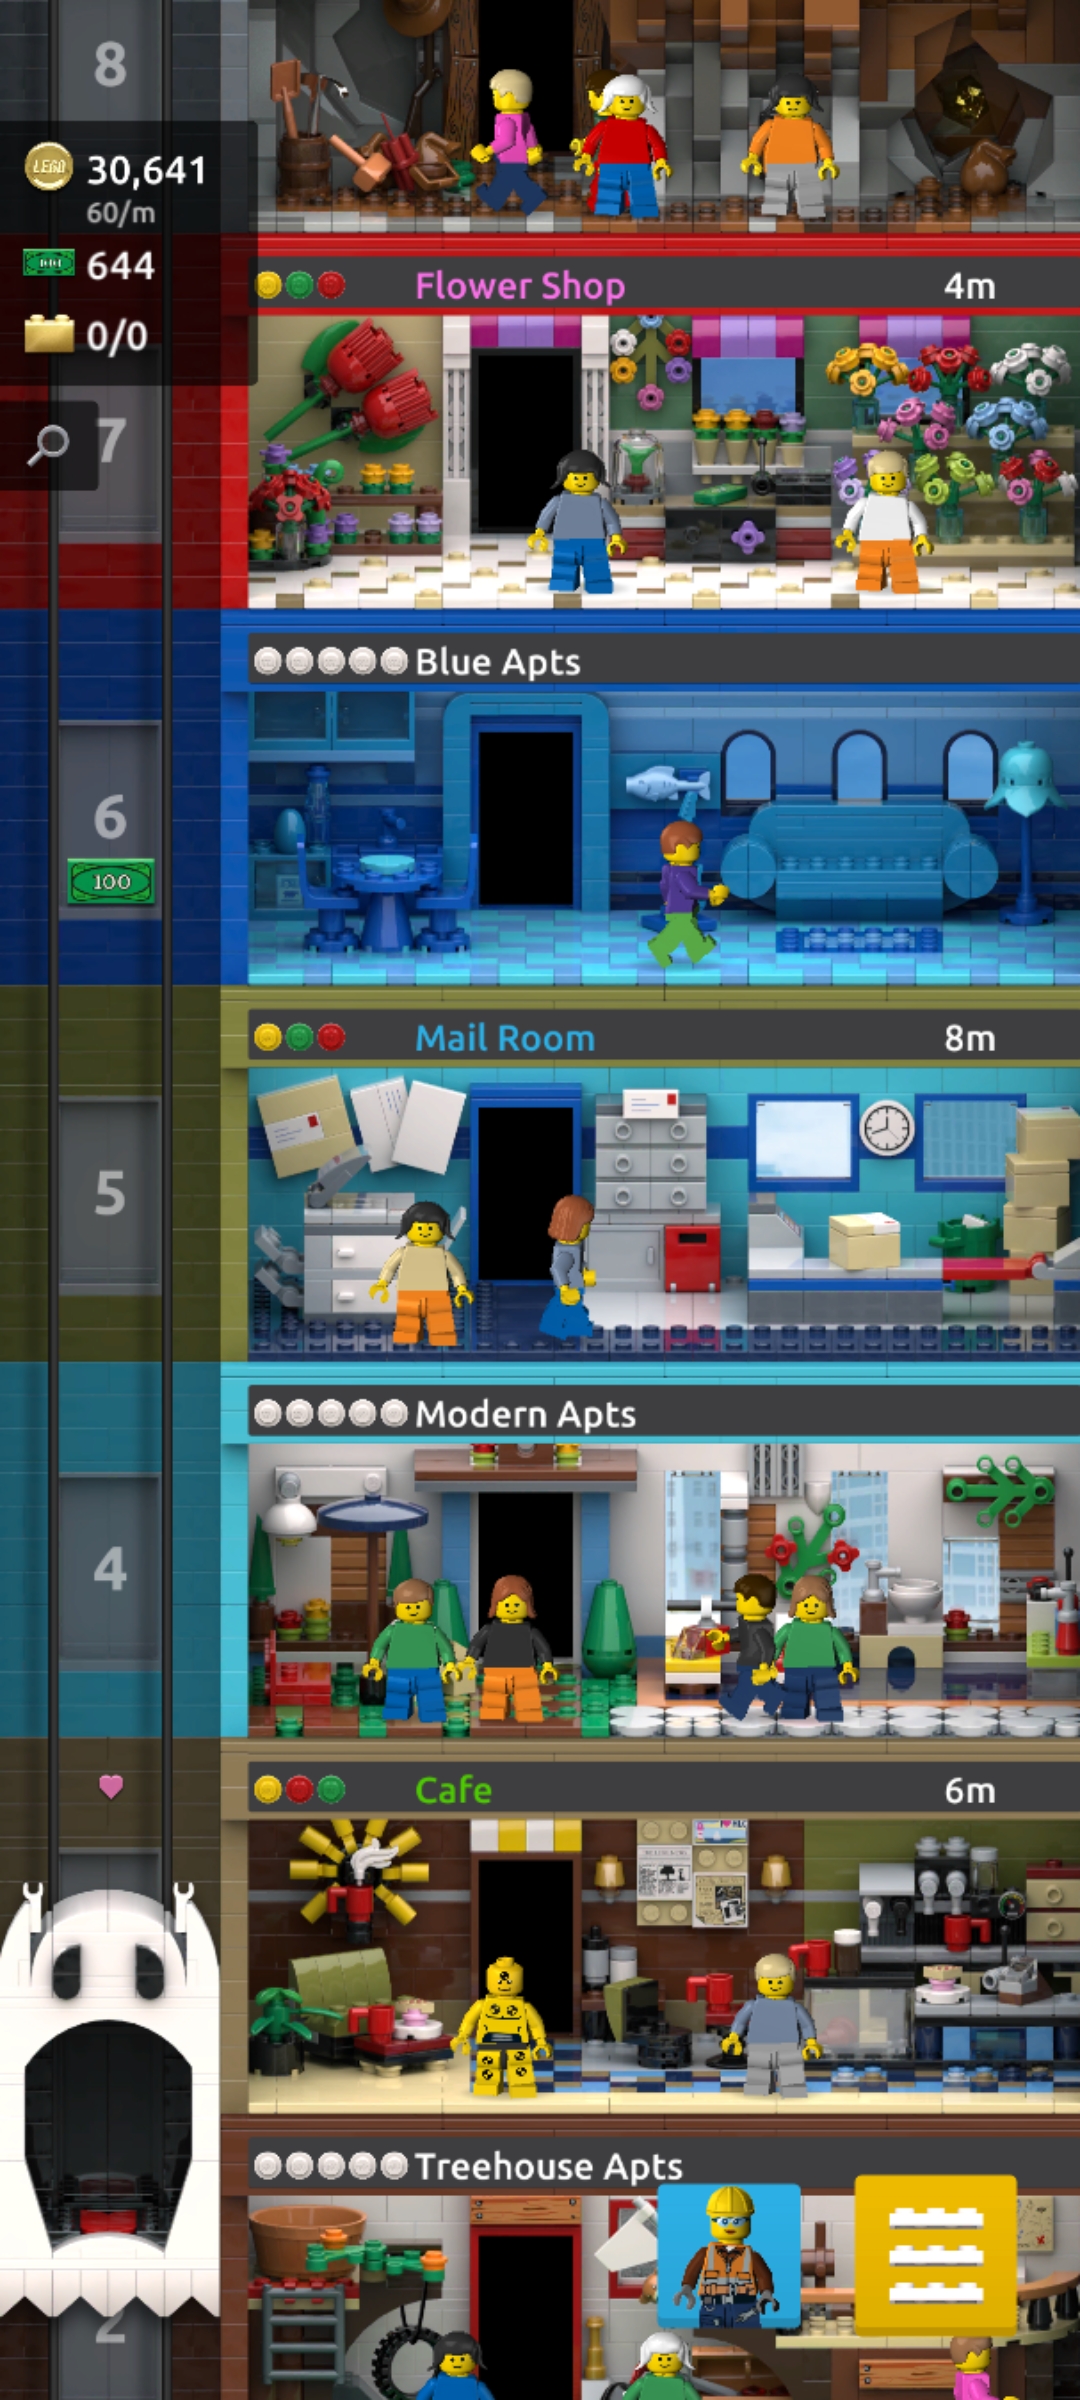 8
LEGO
30,641
60/m
644
0/0
7
Flower Shop 4m
Blue Apts
6
100
Mail Room 8m
5
Modern Apts
4
Cafe 6m
Treehouse Apts
2